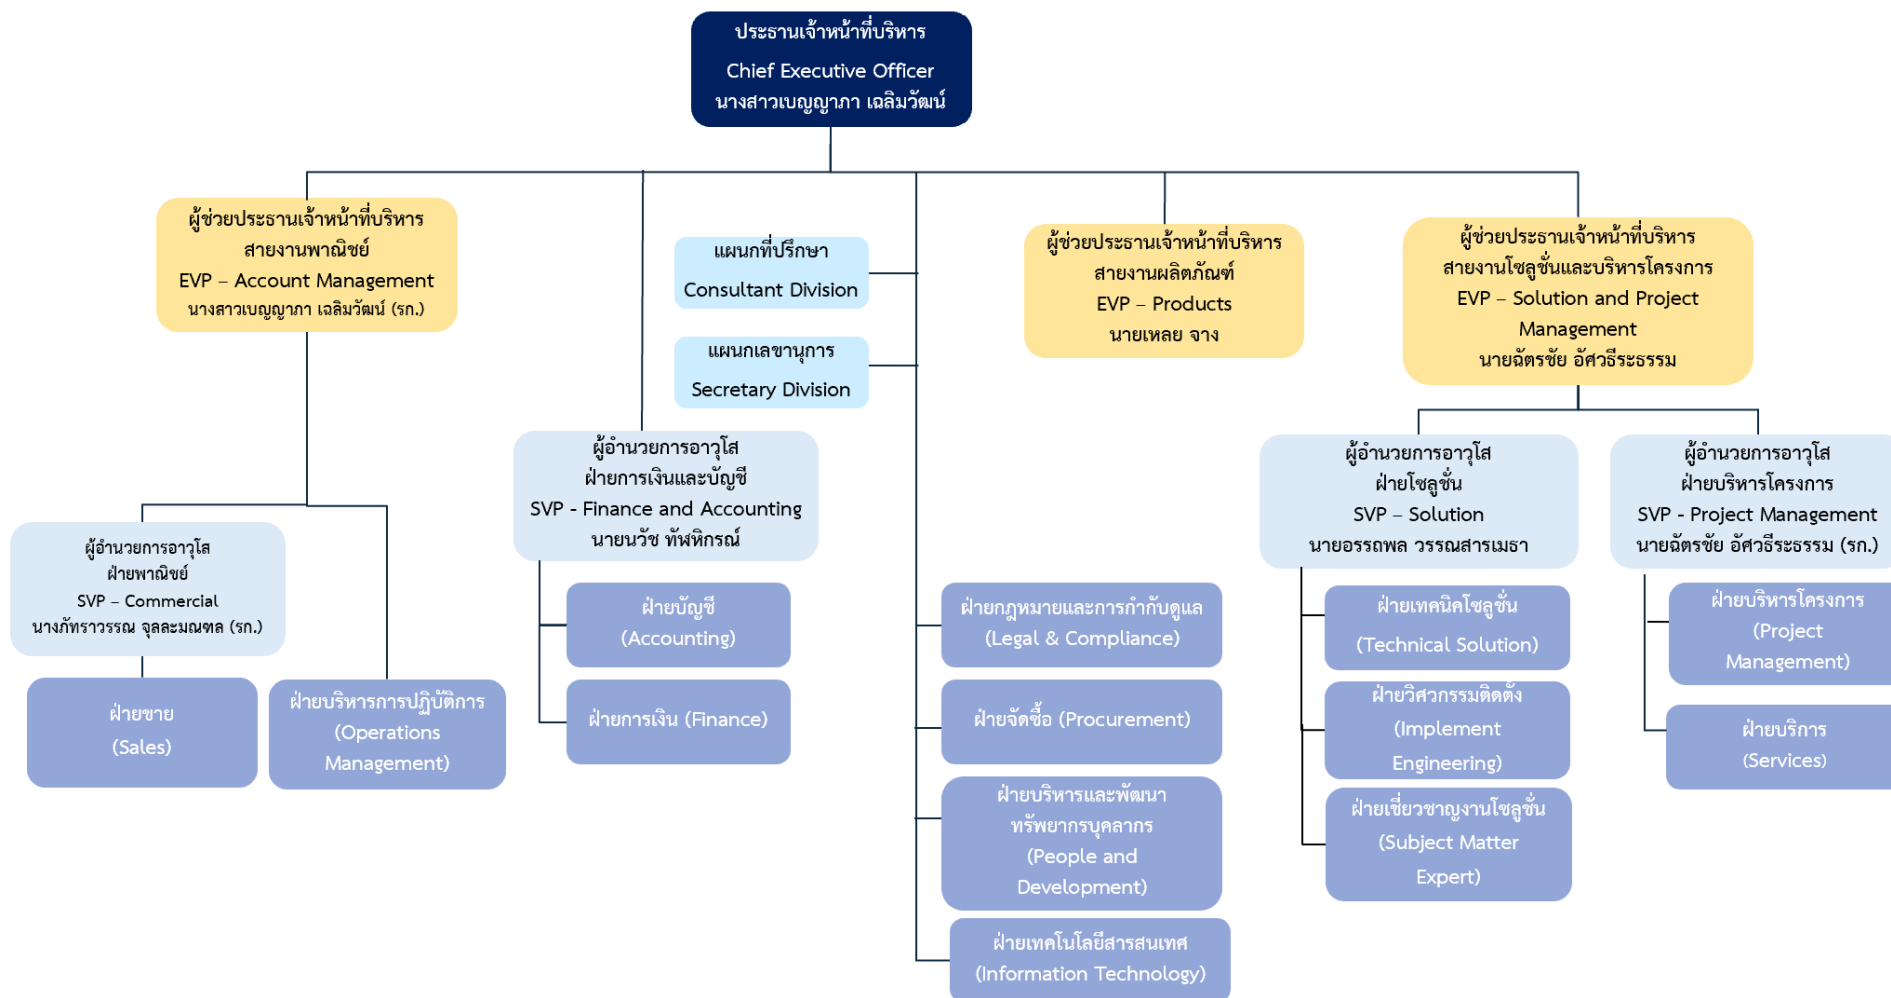 ประธานเจ้าหน้าที่บริหาร
Chief Executive Officer
นางสาวเบญญาภา เฉลิมวัฒน์
ผู้ช่วยประธานเจ้าหน้าที่บริหาร
สายงานพาณิชย์
EVP – Account Management
นางสาวเบญญาภา เฉลิมวัฒน์ (รก.)
แผนกที่ปรึกษา
Consultant Division
แผนกเลขานุการ
Secretary Division
ผู้ช่วยประธานเจ้าหน้าที่บริหาร
สายงานผลิตภัณฑ์
EVP – Products
นายเหลย จาง
ผู้ช่วยประธานเจ้าหน้าที่บริหาร
สายงานโซลูชั่นและบริหารโครงการ
EVP – Solution and Project
Management
นายฉัตรชัย อัศวธีระธรรม
ผู้อำนวยการอาวุโส
ฝ่ายพาณิชย์
SVP – Commercial
นางภัทราวรรณ จุลละมณฑล (รก.)
ฝ่ายขาย
(Sales)
ฝ่ายบริหารการปฏิบัติการ
(Operations
Management)
ผู้อำนวยการอาวุโส
ฝ่ายการเงินและบัญชี
SVP - Finance and Accounting
นายนวัช ทัฬหิกรณ์
ฝ่ายบัญชี
(Accounting)
ฝ่ายการเงิน (Finance)
ฝ่ายกฎหมายและการกำกับดูแล
(Legal & Compliance)
ฝ่ายจัดซื้อ (Procurement)
ฝ่ายบริหารและพัฒนา
ทรัพยากรบุคลากร
(People and
Development)
ฝ่ายเทคโนโลยีสารสนเทศ
(Information Technology)
ผู้อำนวยการอาวุโส
ฝ่ายโซลูชั่น
SVP – Solution
นายอรรถพล วรรณสารเมธา
ฝ่ายเทคนิคโซลูชั่น
(Technical Solution)
ฝ่ายวิศวกรรมติดตั้ง
(Implement
Engineering)
ฝ่ายเชี่ยวชาญงานโซลูชั่น
(Subject Matter
Expert)
ผู้อำนวยการอาวุโส
ฝ่ายบริหารโครงการ
SVP - Project Management
นายฉัตรชัย อัศวธีระธรรม (รก.)
ฝ่ายบริหารโครงการ
(Project
Management)
ฝ่ายบริการ
(Services)